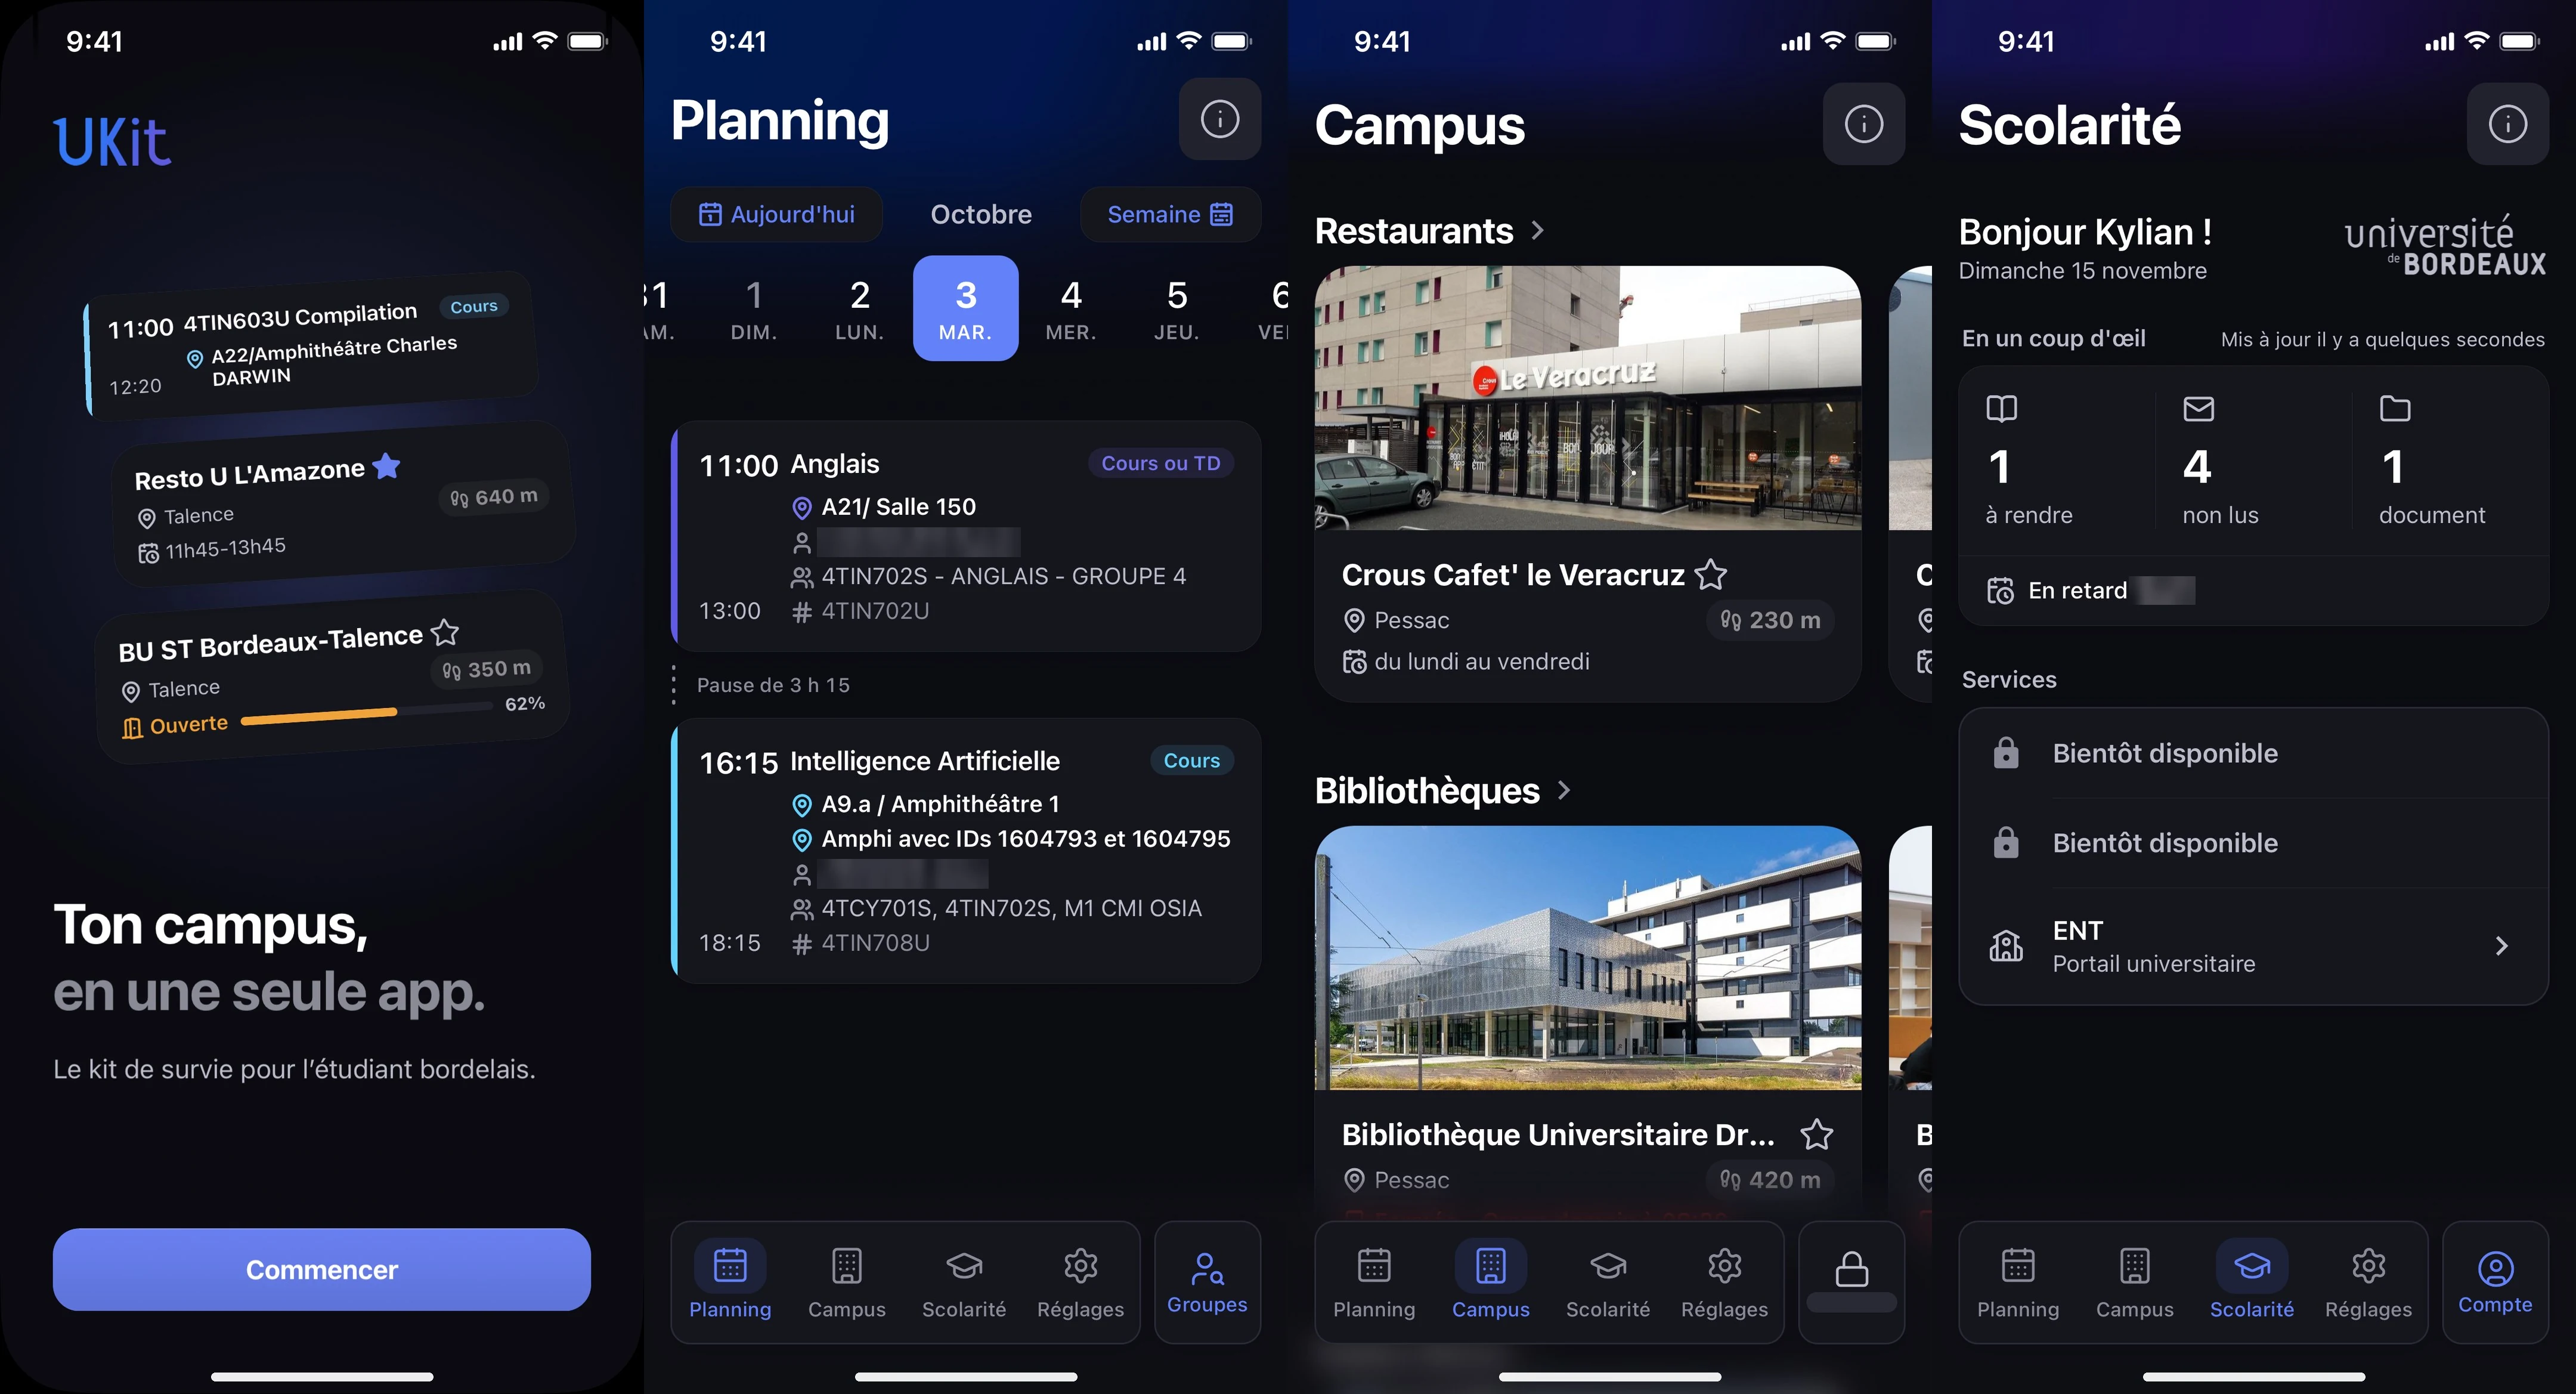 9:41
UKit
11:00 4TIN603U Compilation Cours
A22/Amphithéâtre Charles
DARWIN
12:20
Resto U L'Amazone
640 m
Talence
11h45-13h45
BU ST Bordeaux-Talence
350 m
Talence
Ouverte 62%
Ton campus,
en une seule app.
Le kit de survie pour l’étudiant bordelais.
Commencer
9:41
Planning
Aujourd'hui Octobre Semaine
31 1 2 3 4 5 6
AM. DIM. LUN. MAR. MER. JEU. VE
11:00 Anglais Cours ou TD
A21/ Salle 150
4TIN702S - ANGLAIS - GROUPE 4
13:00 4TIN702U
Pause de 3 h 15
16:15 Intelligence Artificielle Cours
A9.a / Amphithéâtre 1
Amphi avec IDs 1604793 et 1604795
4TCY701S, 4TIN702S, M1 CMI OSIA
18:15 # 4TIN708U
Planning Campus Scolarité Réglages Groupes
9:41
Campus
Restaurants
Le Veracruz
Crous Cafet' le Veracruz
Pessac 230 m
du lundi au vendredi
Bibliothèques
Bibliothèque Universitaire Dr...
Pessac 420 m
Planning Campus Scolarité Réglages
9:41
Scolarité
Bonjour Kylian !
Dimanche 15 novembre
université
de BORDEAUX
En un coup d'œil Mis à jour il y a quelques secondes
1 4 1
à rendre non lus document
En retard
Services
Bientôt disponible
Bientôt disponible
ENT
Portail universitaire
Planning Campus Scolarité Réglages Compte